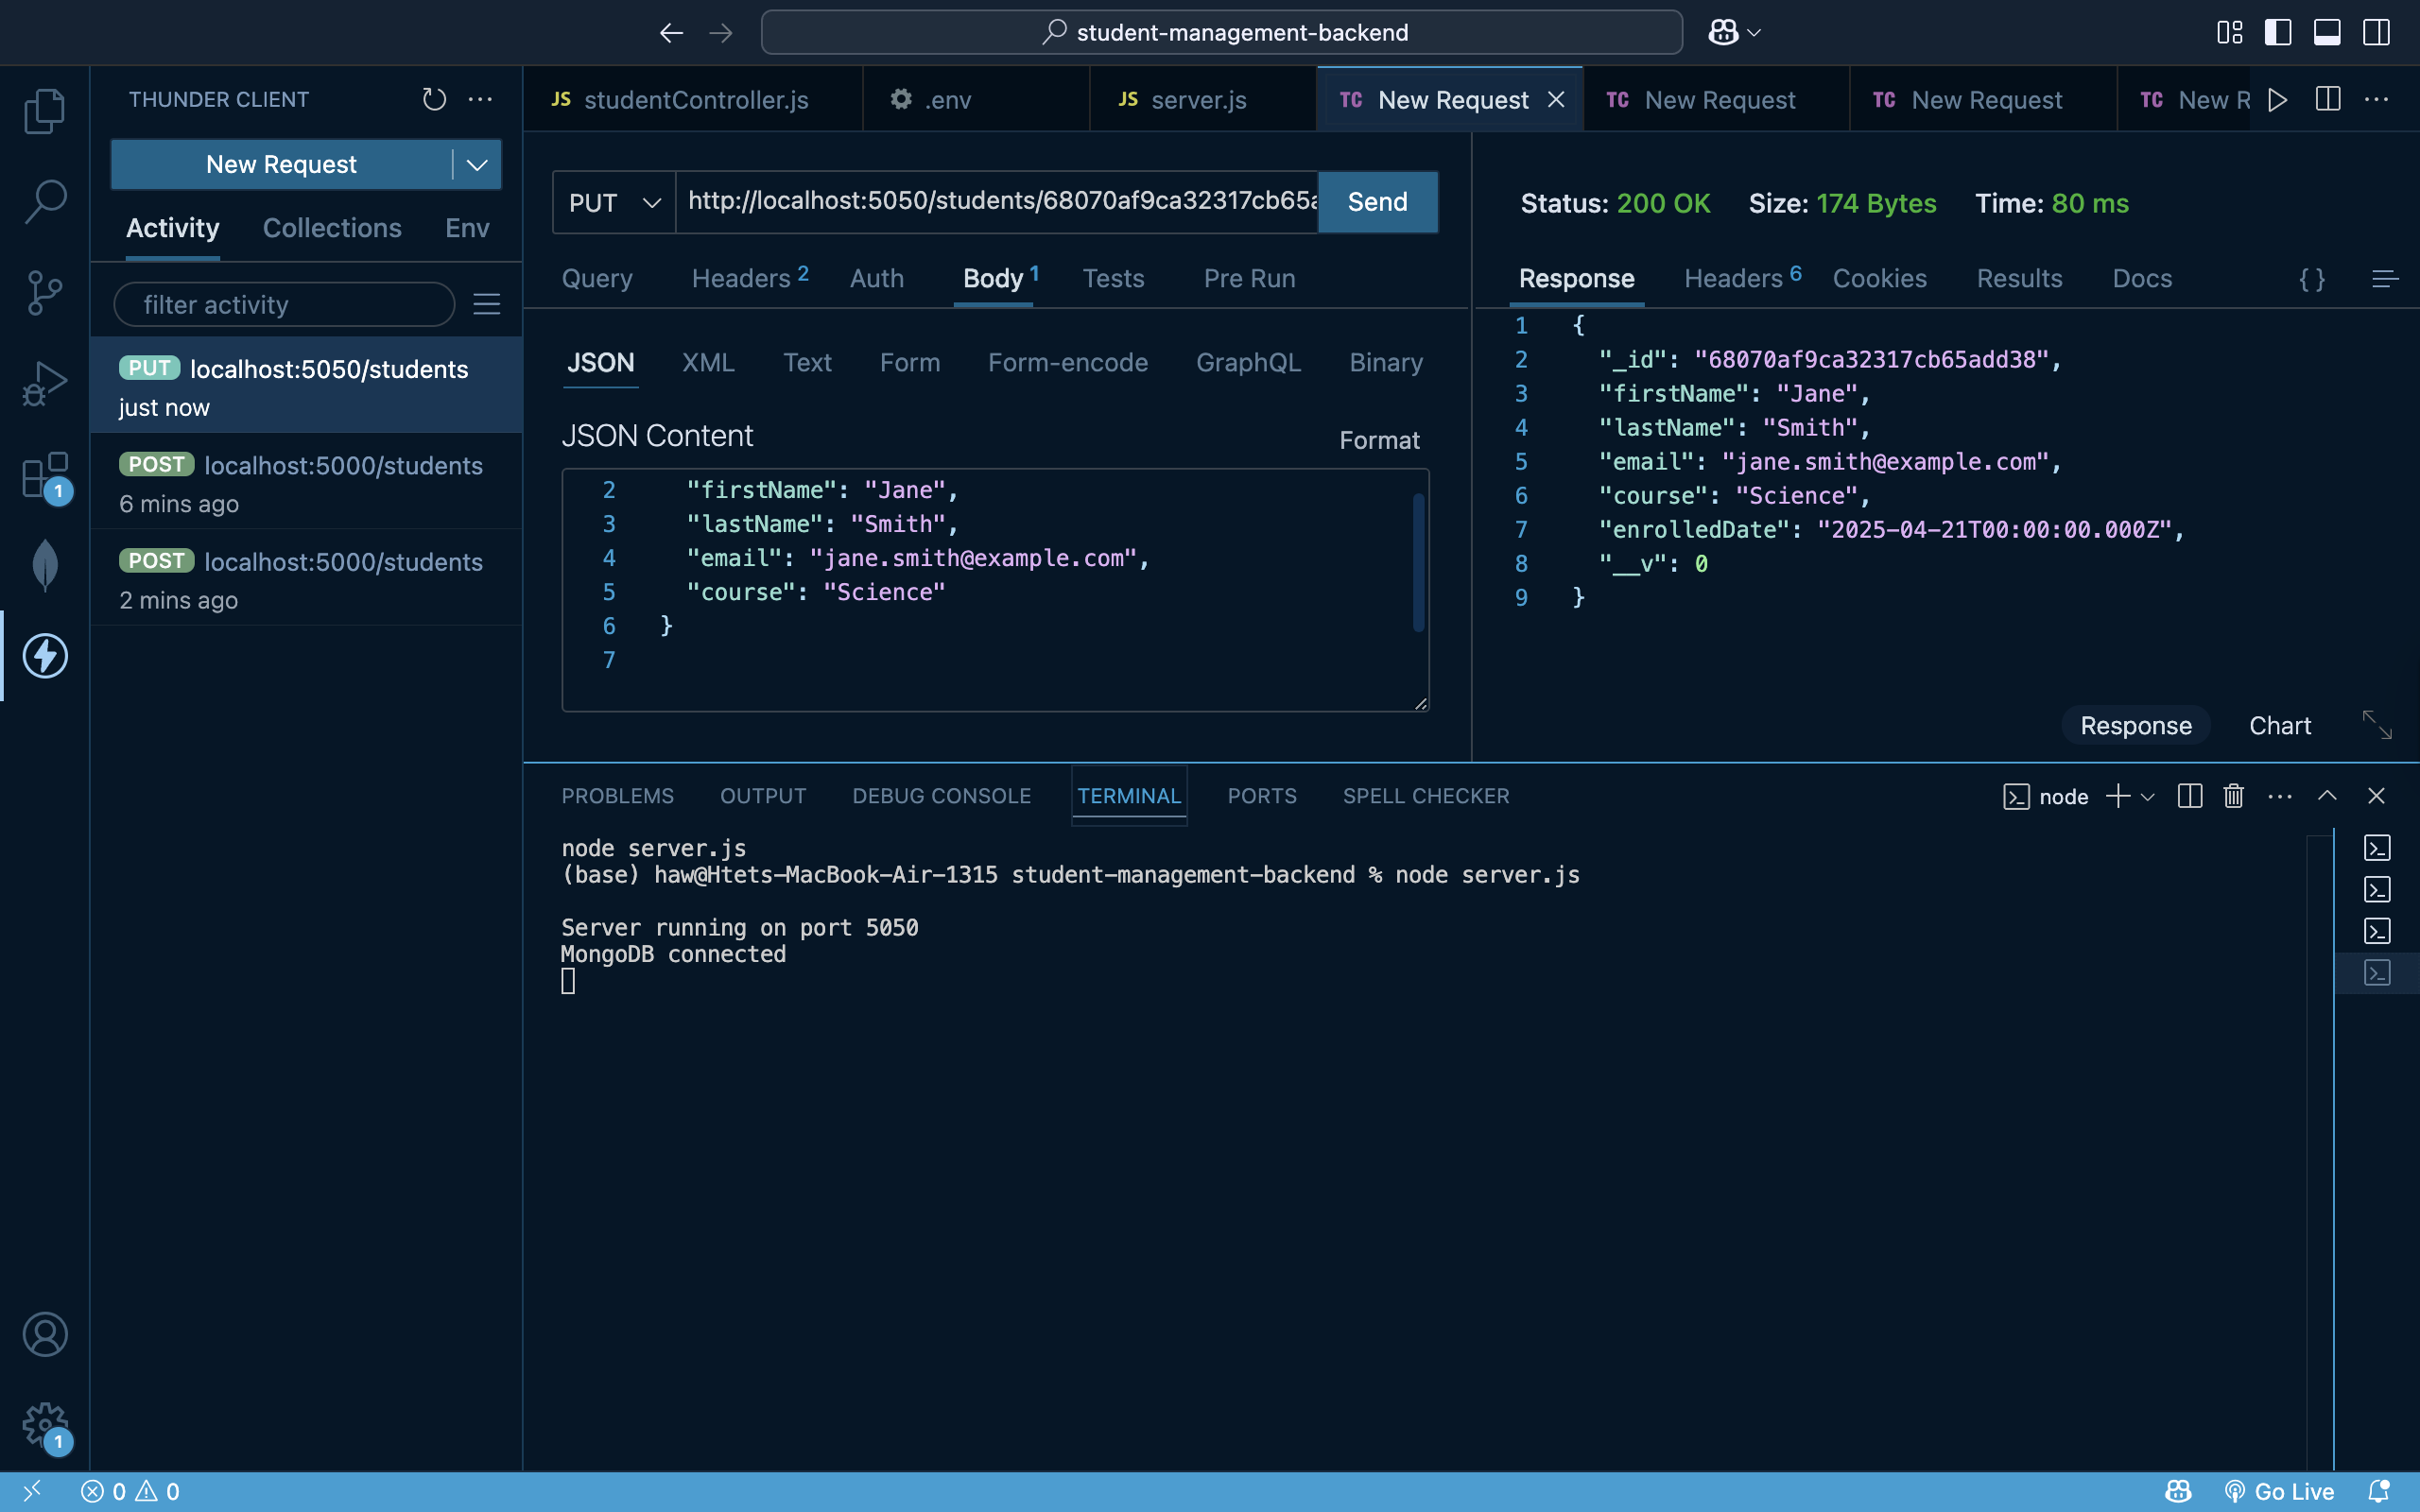 student-management-backend
THUNDER CLIENT
New Request
Activity Collections Env
filter activity
PUT localhost:5050/students
just now
POST localhost:5000/students
6 mins ago
POST localhost:5000/students
2 mins ago
1
1
JS studentController.js .env JS server.js TC New Request TC New Request TC New Request TC New R
PUT http://localhost:5050/students/68070af9ca32317cb65a Send
Query Headers 2 Auth Body 1 Tests Pre Run
JSON XML Text Form Form-encode GraphQL Binary
JSON Content Format
2 "firstName": "Jane",
3 "lastName": "Smith",
4 "email": "jane.smith@example.com",
5 "course": "Science"
6 }
7
Status: 200 OK Size: 174 Bytes Time: 80 ms
Response Headers 6 Cookies Results Docs {}
1 {
2 "_id": "68070af9ca32317cb65add38",
3 "firstName": "Jane",
4 "lastName": "Smith",
5 "email": "jane.smith@example.com",
6 "course": "Science",
7 "enrolledDate": "2025-04-21T00:00:00.000Z",
8 "__v": 0
9 }
Response Chart
PROBLEMS OUTPUT DEBUG CONSOLE TERMINAL PORTS SPELL CHECKER node
node server.js
(base) haw@Htets-MacBook-Air-1315 student-management-backend % node server.js
Server running on port 5050
MongoDB connected
0 0 Go Live